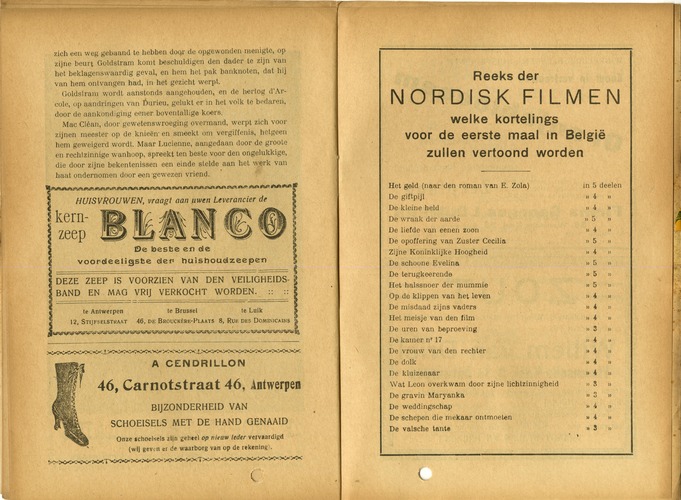 zich een weg gebaand te hebben door de opgewonden menigte, op
zijne beurt Goldstram komt beschuldigen den dader te zijn van
het beklagenswaardig geval, en hem het pak banknoten, dat hij
van hem ontvangen had, in het gezicht werpt.
Goldstram wordt aanstonds aangehouden, en de hertog d'Ar-
cole, op aandringen van Durieu, gelukt er in het volk te bedaren,
door de aankondiging eener boventallige koers.
Mac Cléan, door gewetenswroeging overmand, werpt zich voor
zijnen meester op de knieën en smeekt om vergiffenis, helgeen
hem geweigerd wordt. Maar Lucienne, aangedaan door de groote
en rechtzinnige wanhoop, spreekt ten beste voor den ongelukkige,
die door zijne bekentenissen een einde stelde aan het werk van
haat ondernomen door een gewezen vriend.
HUISVROUWEN, vraagt aan uwen Leverancier de
kern-
zeep
BLANCO
De beste en de
voordeeligste der huishoudzeepen
DEZE ZEEP IS VOORZIEN VAN DEN VEILIGHEIDS-
BAND EN MAG VRIJ VERKOCHT WORDEN. :: ::
te Antwerpen te Brussel te Luik
12, STIJFSELSTRAAT 46, DE BROUCKÈRE-PLAATS 8, RUE DES DOMINICAINS
A CENDRILLON
46, Carnotstraat 46, Antwerpen
BIJZONDERHEID VAN
SCHOEISELS MET DE HAND GENAAID
Onze schoeisels zijn geheel op nieuw leder vervaardigd
(wij geven er de waarborg van op de rekening).
Reeks der
NORDISK FILMEN
welke kortelings
voor de eerste maal in België
zullen vertoond worden
Het geld (naar den roman van E. Zola) in 5 deelen
De giftpijl » 4 »
De kleine held » 4 »
De wraak der aarde » 5 »
De liefde van eenen zoon » 4 »
De opoffering van Zuster Cecilia » 5 »
Zijne Koninklijke Hoogheid » 4 »
De schoone Evelina » 5 »
De terugkeerende » 5 »
Het halssnoer der mummie » 5 »
Op de klippen van het leven » 4 »
De misdaad zijns vaders » 4 »
Het meisje van den film » 4 »
De uren van beproeving » 3 »
De kamer nº 17 » 4 »
De vrouw van den rechter » 4 »
De dolk » 4 »
De kluizenaar » 4 »
Wat Leon overkwam door zijne lichtzinnigheid » 3 »
De gravin Maryanka » 3 »
De weddingschap » 4 »
De schepen die mekaar ontmoeten » 4 »
De valsche tante » 3 »